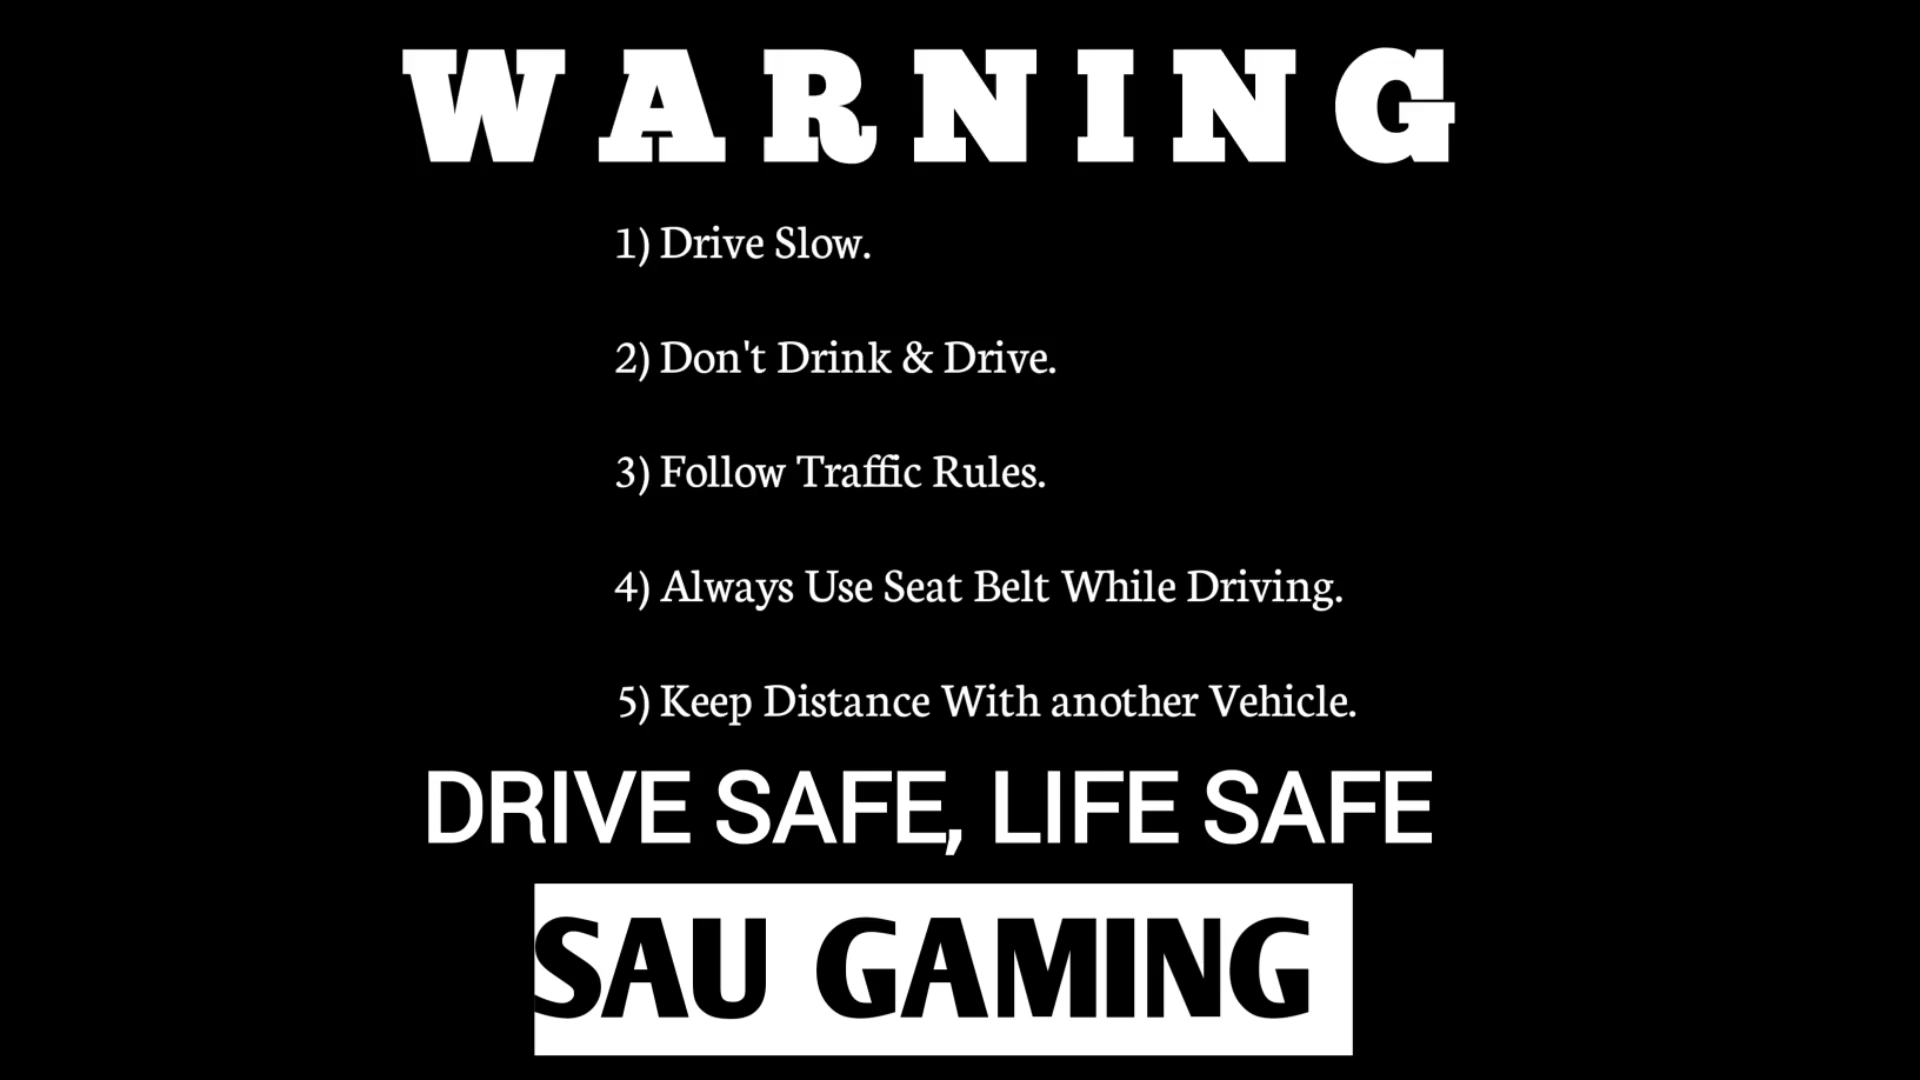 WARNING
1) Drive Slow.
2) Don't Drink & Drive.
3) Follow Traffic Rules.
4) Always Use Seat Belt While Driving.
5) Keep Distance With another Vehicle.
DRIVE SAFE, LIFE SAFE
SAU GAMING